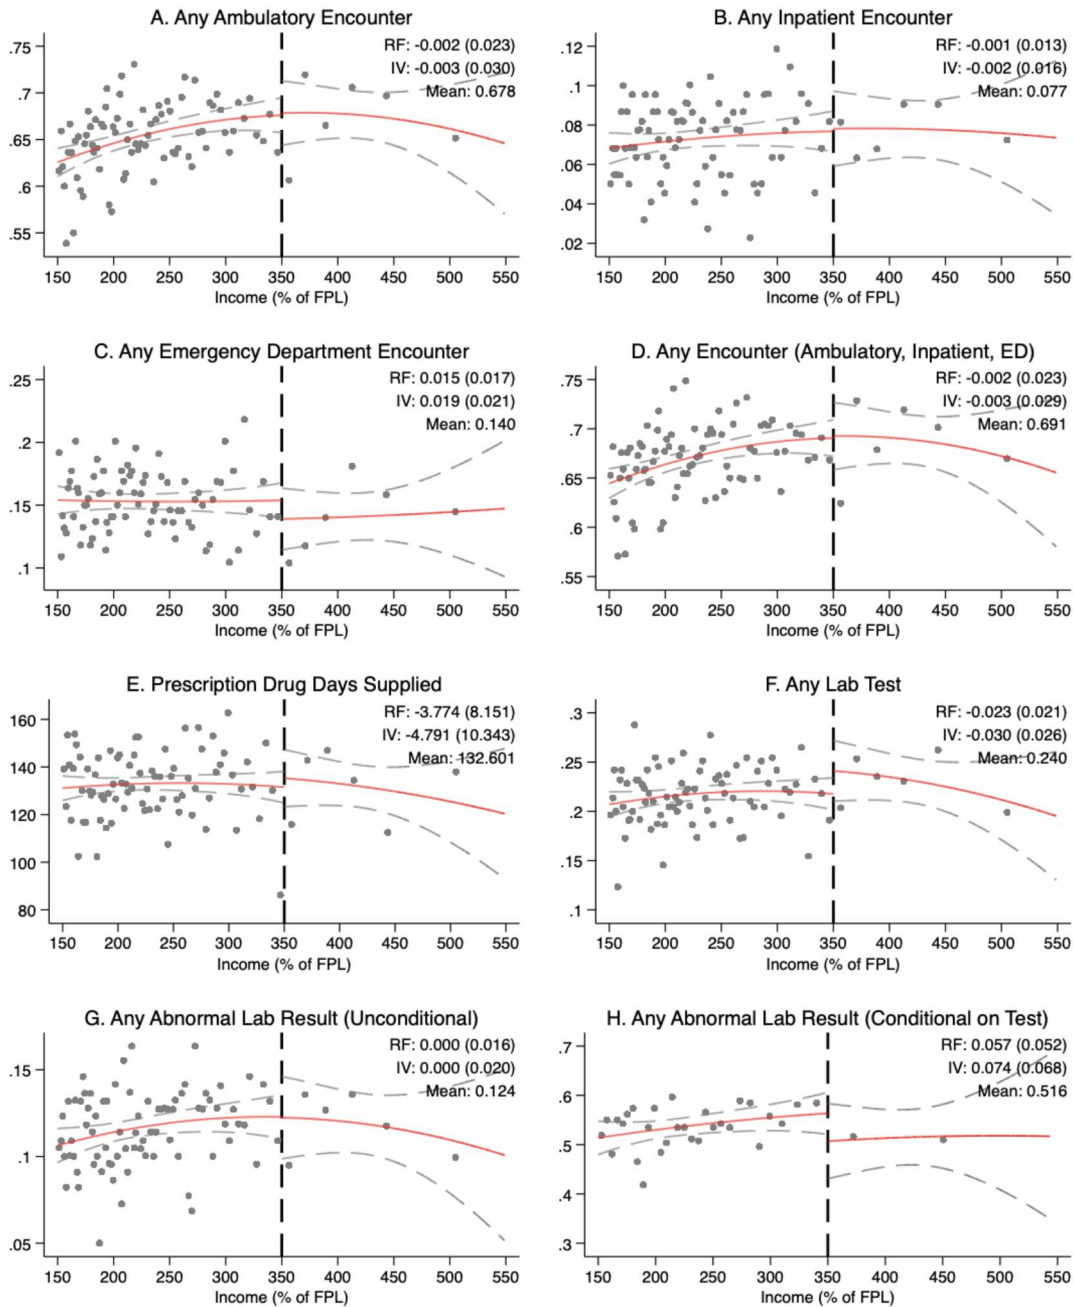 A. Any Ambulatory Encounter
RF: -0.002 (0.023)
IV: -0.003 (0.030)
Mean: 0.678
.75
.7
.65
.6
.55
150 200 250 300 350 400 450 500 550
Income (% of FPL)
B. Any Inpatient Encounter
RF: -0.001 (0.013)
IV: -0.002 (0.016)
Mean: 0.077
.12
.1
.08
.06
.04
.02
150 200 250 300 350 400 450 500 550
Income (% of FPL)
C. Any Emergency Department Encounter
RF: 0.015 (0.017)
IV: 0.019 (0.021)
Mean: 0.140
.25
.2
.15
.1
150 200 250 300 350 400 450 500 550
Income (% of FPL)
D. Any Encounter (Ambulatory, Inpatient, ED)
RF: -0.002 (0.023)
IV: -0.003 (0.029)
Mean: 0.691
.75
.7
.65
.6
.55
150 200 250 300 350 400 450 500 550
Income (% of FPL)
E. Prescription Drug Days Supplied
RF: -3.774 (8.151)
IV: -4.791 (10.343)
Mean: 132.601
160
140
120
100
80
150 200 250 300 350 400 450 500 550
Income (% of FPL)
F. Any Lab Test
RF: -0.023 (0.021)
IV: -0.030 (0.026)
Mean: 0.240
.3
.25
.2
.15
.1
150 200 250 300 350 400 450 500 550
Income (% of FPL)
G. Any Abnormal Lab Result (Unconditional)
RF: 0.000 (0.016)
IV: 0.000 (0.020)
Mean: 0.124
.15
.1
.05
150 200 250 300 350 400 450 500 550
Income (% of FPL)
H. Any Abnormal Lab Result (Conditional on Test)
RF: 0.057 (0.052)
IV: 0.074 (0.068)
Mean: 0.516
.7
.6
.5
.4
.3
150 200 250 300 350 400 450 500 550
Income (% of FPL)